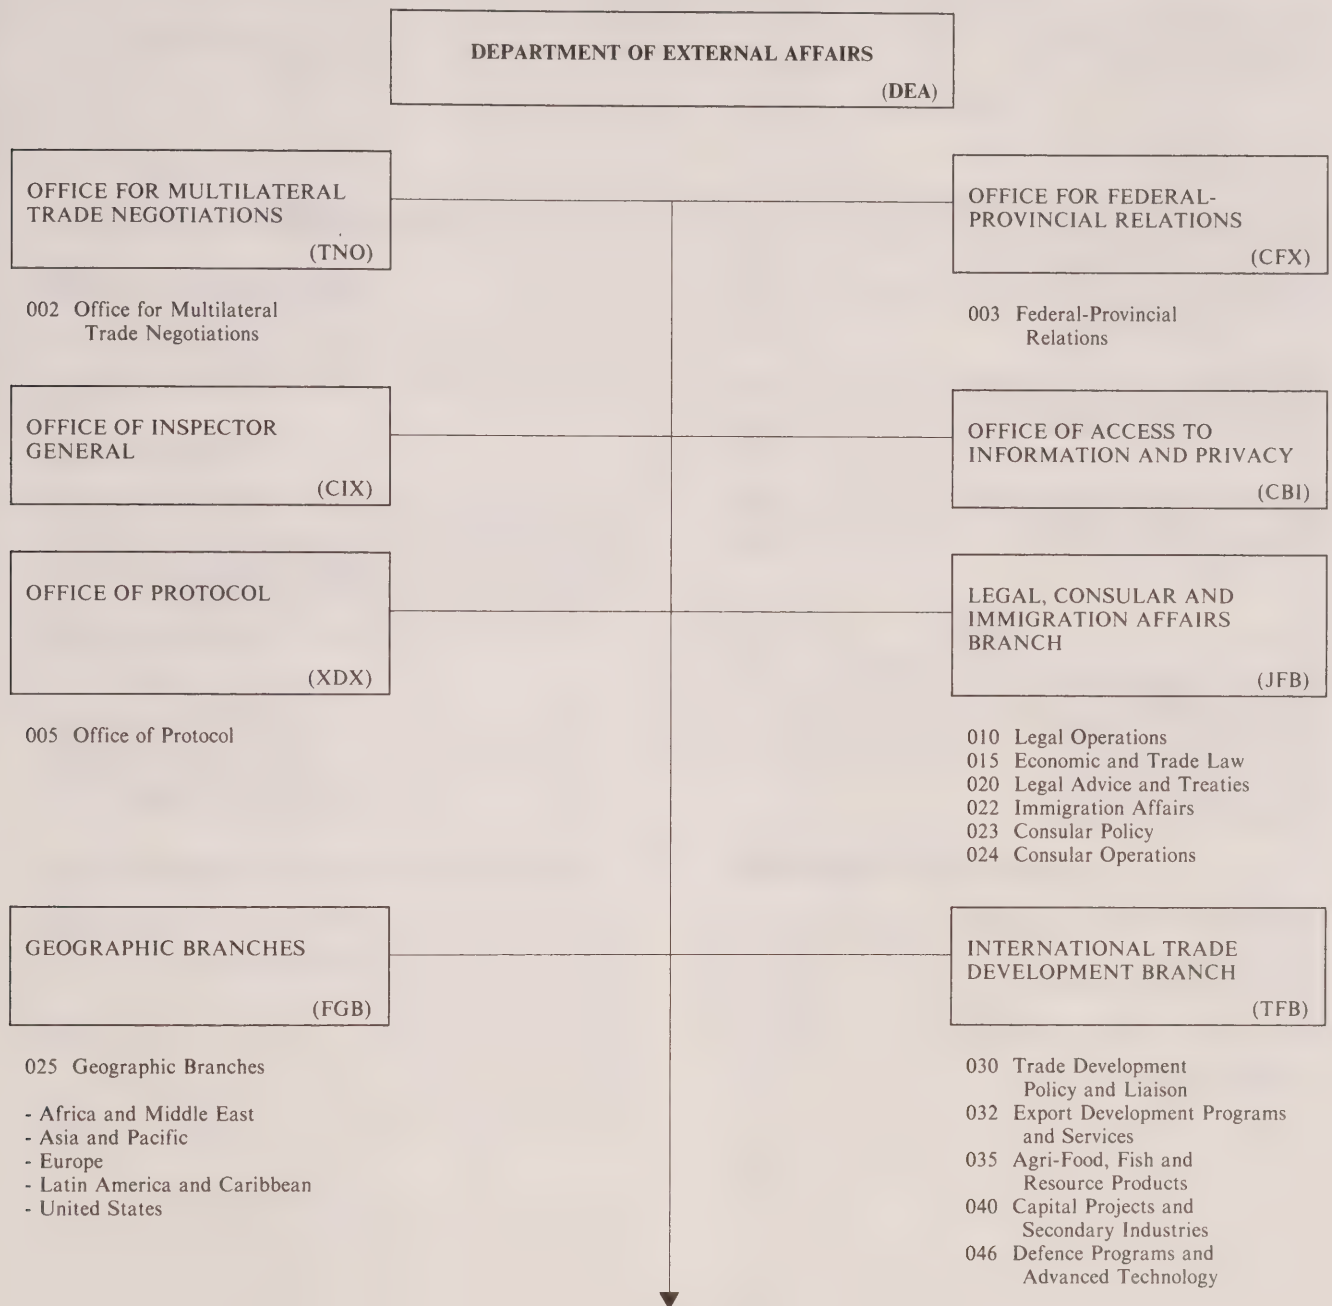 DEPARTMENT OF EXTERNAL AFFAIRS
(DEA)
OFFICE FOR MULTILATERAL
TRADE NEGOTIATIONS
(TNO)
002 Office for Multilateral
Trade Negotiations
OFFICE FOR FEDERAL-
PROVINCIAL RELATIONS
(CFX)
003 Federal-Provincial
Relations
OFFICE OF INSPECTOR
GENERAL
(CIX)
OFFICE OF ACCESS TO
INFORMATION AND PRIVACY
(CBI)
OFFICE OF PROTOCOL
(XDX)
005 Office of Protocol
LEGAL, CONSULAR AND
IMMIGRATION AFFAIRS
BRANCH
(JFB)
010 Legal Operations
015 Economic and Trade Law
020 Legal Advice and Treaties
022 Immigration Affairs
023 Consular Policy
024 Consular Operations
GEOGRAPHIC BRANCHES
(FGB)
025 Geographic Branches
- Africa and Middle East
- Asia and Pacific
- Europe
- Latin America and Caribbean
- United States
INTERNATIONAL TRADE
DEVELOPMENT BRANCH
(TFB)
030 Trade Development
Policy and Liaison
032 Export Development Programs
and Services
035 Agri-Food, Fish and
Resource Products
040 Capital Projects and
Secondary Industries
046 Defence Programs and
Advanced Technology